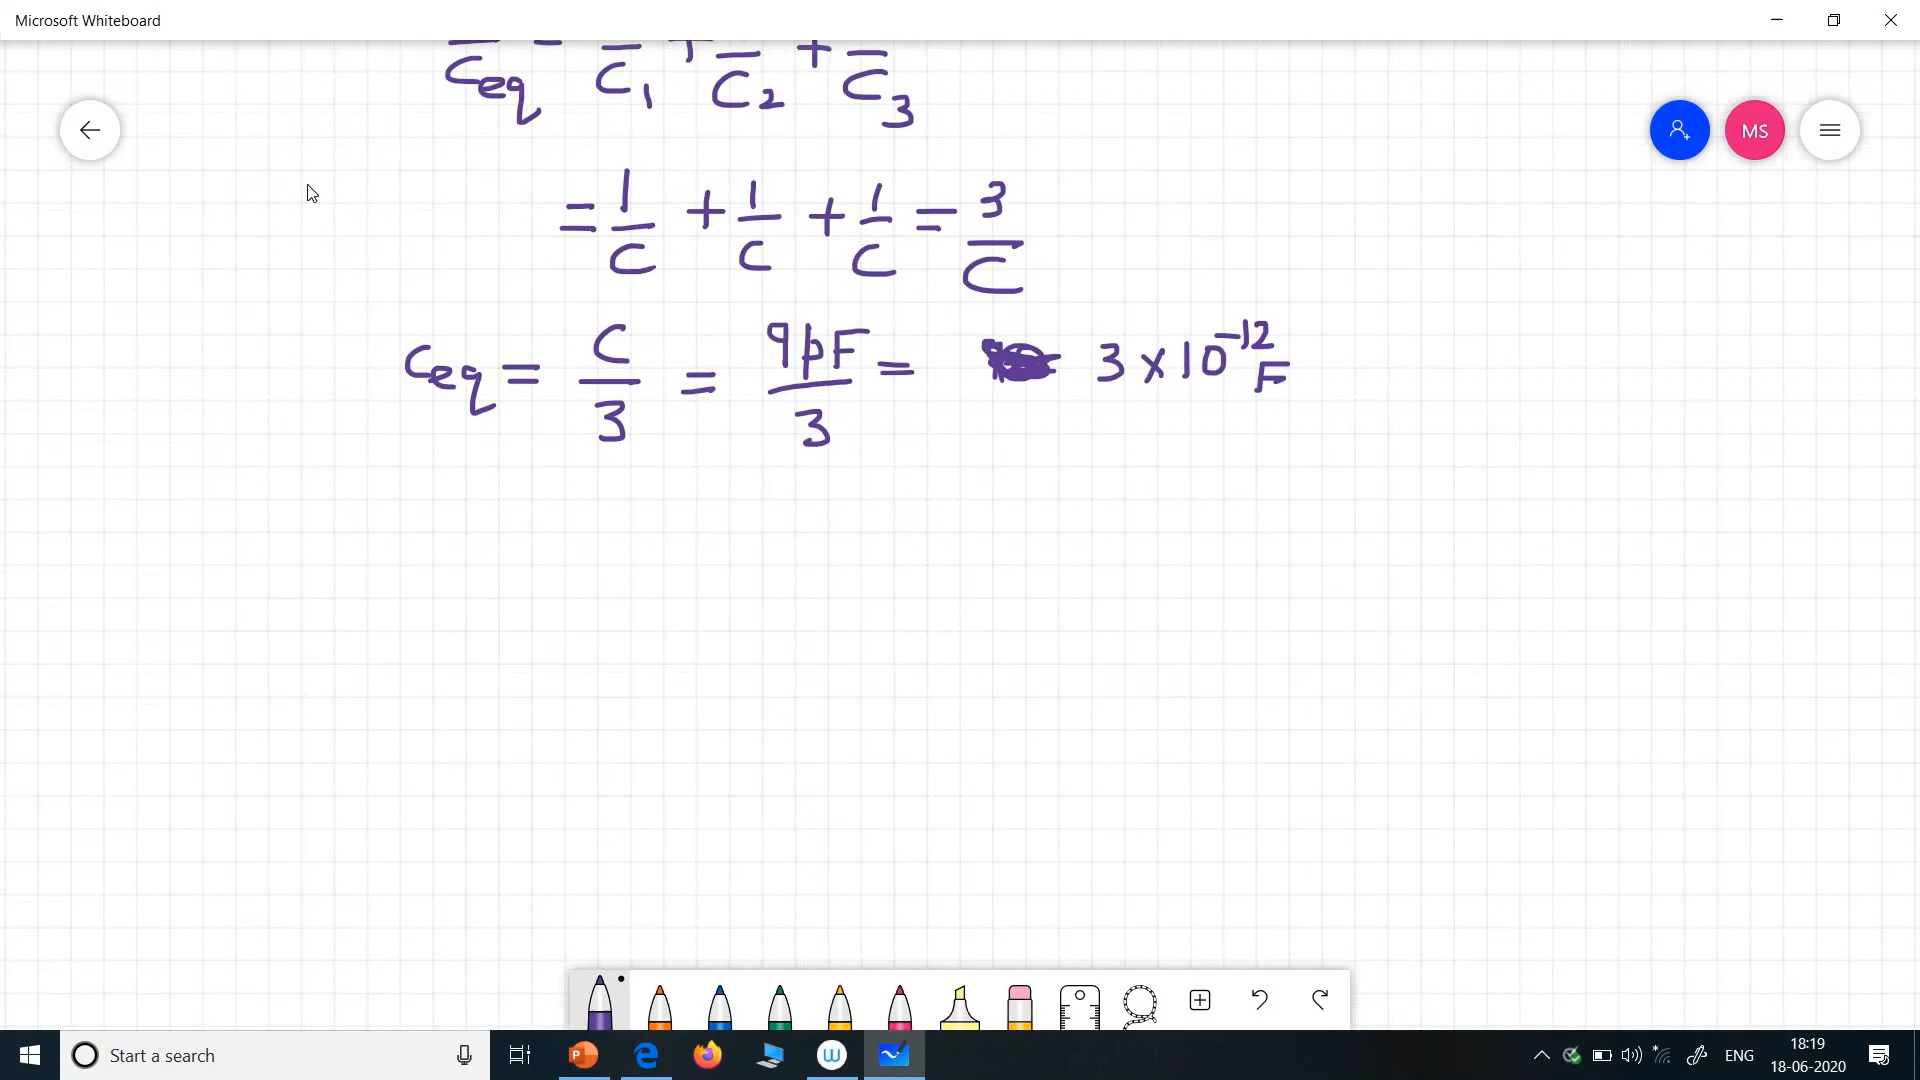 Microsoft Whiteboard
Ceq = C1 + C2 + C3
MS
= 1/C + 1/C + 1/C = 3/C
Ceq = C/3 = 9pF/3 = 3 × 10^-12 F
Start a search
ENG
18:19
18-06-2020